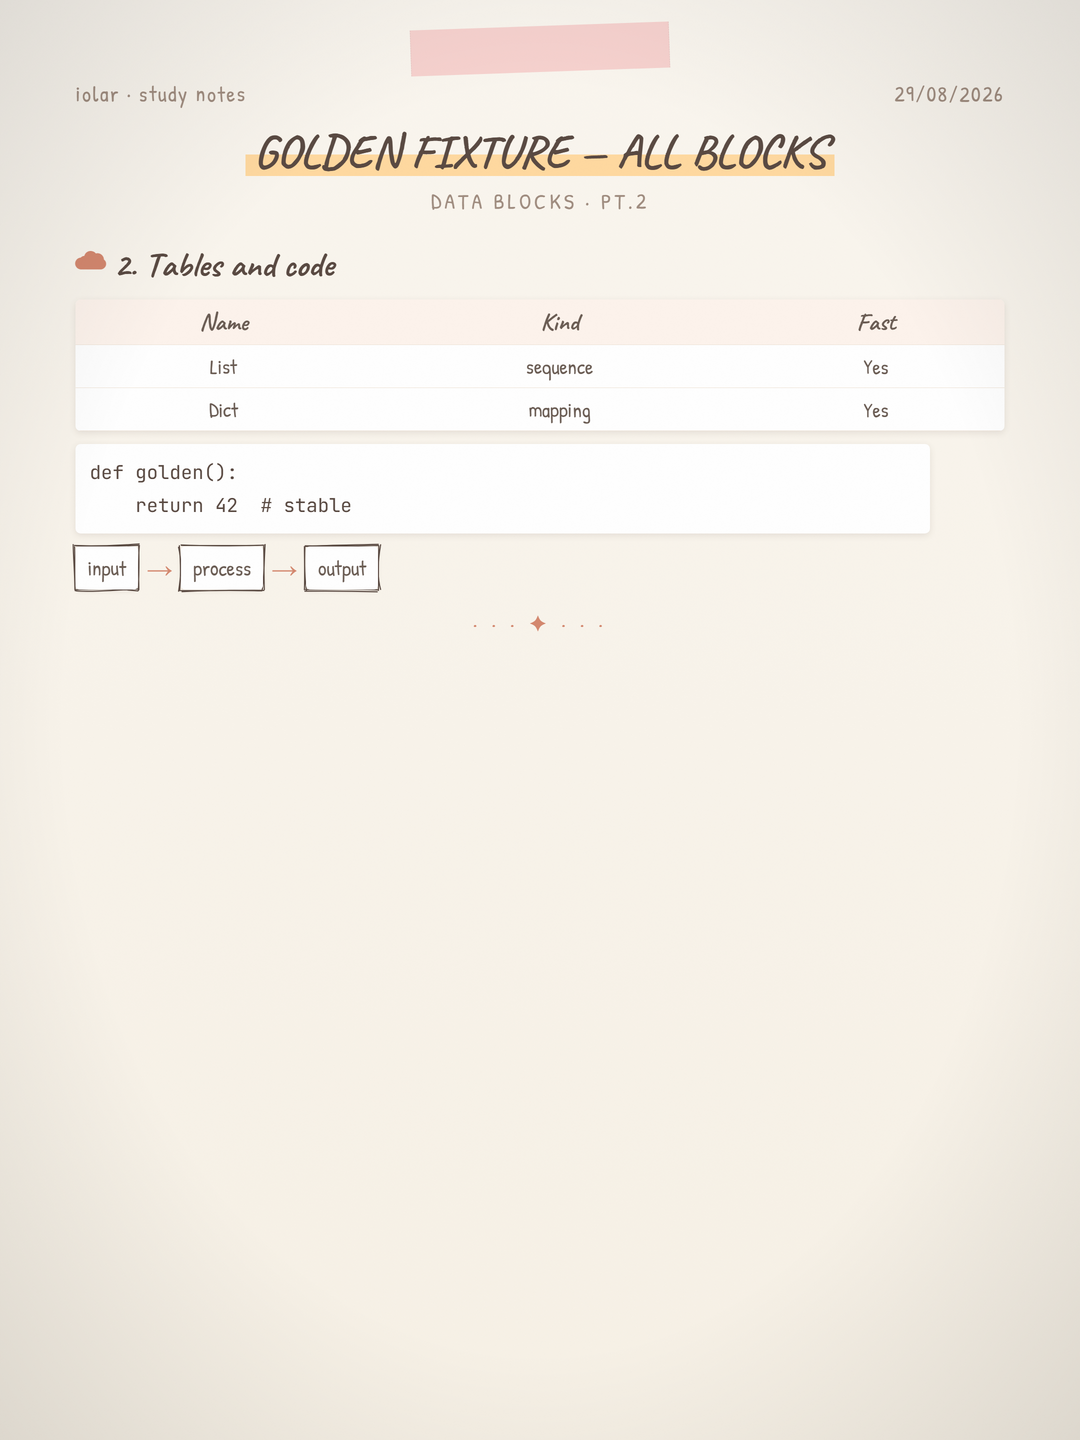 iolar · study notes
29/08/2026
GOLDEN FIXTURE — ALL BLOCKS
DATA BLOCKS · PT.2
2. Tables and code
Name Kind Fast
List sequence Yes
Dict mapping Yes
def golden():
    return 42  # stable
input → process → output